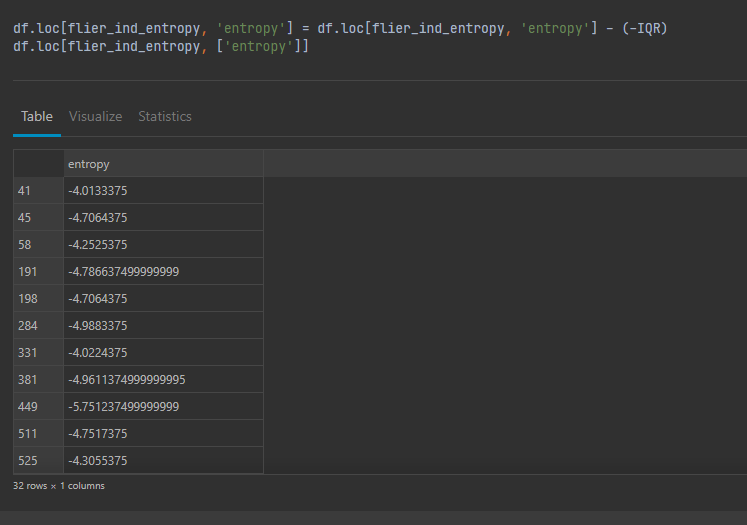 df.loc[flier_ind_entropy, 'entropy'] = df.loc[flier_ind_entropy, 'entropy'] - (-IQR)
df.loc[flier_ind_entropy, ['entropy']]
Table Visualize Statistics
entropy
41 -4.0133375
45 -4.7064375
58 -4.2525375
191 -4.786637499999999
198 -4.7064375
284 -4.9883375
331 -4.0224375
381 -4.9611374999999995
449 -5.751237499999999
511 -4.7517375
525 -4.3055375
32 rows × 1 columns